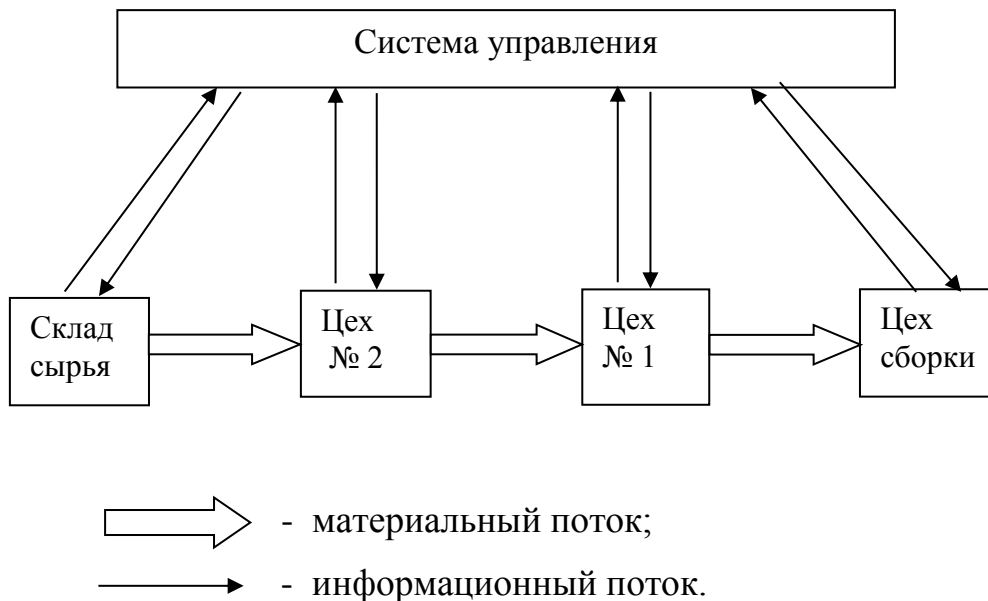 Система управления
Склад
сырья
Цех
№ 2
Цех
№ 1
Цех
сборки
- материальный поток;
- информационный поток.